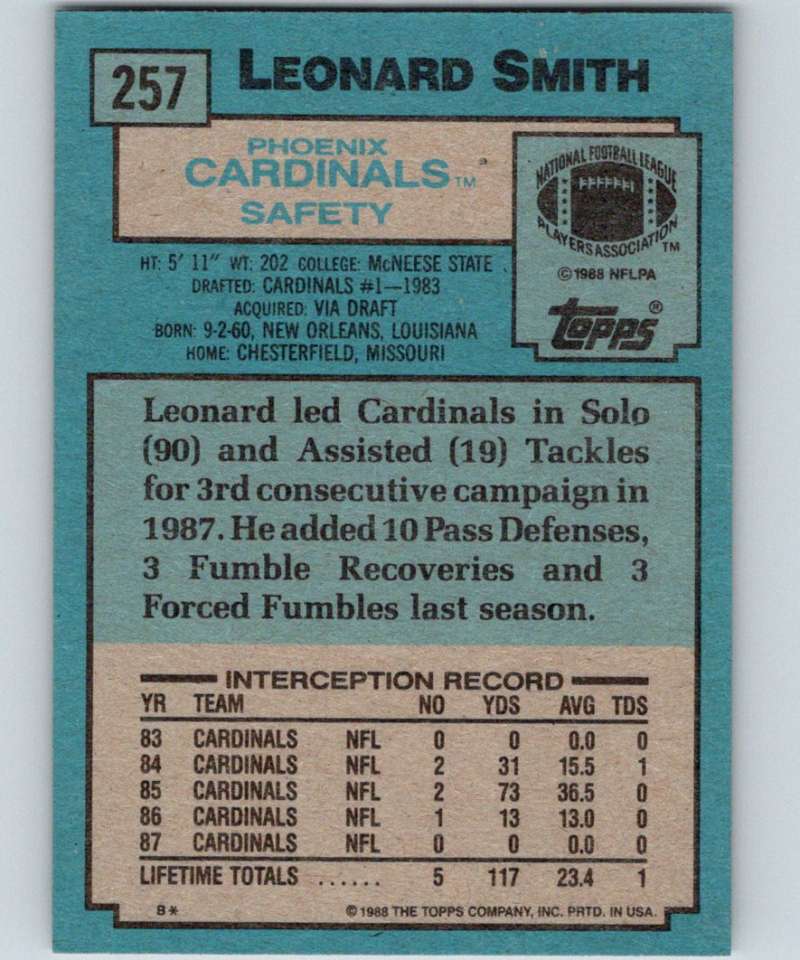 257
LEONARD SMITH
PHOENIX
CARDINALS™
SAFETY
NATIONAL FOOTBALL LEAGUE
PLAYERS ASSOCIATION™
©1988 NFLPA
topps®
HT: 5' 11" WT: 202 COLLEGE: McNEESE STATE
DRAFTED: CARDINALS #1—1983
ACQUIRED: VIA DRAFT
BORN: 9-2-60, NEW ORLEANS, LOUISIANA
HOME: CHESTERFIELD, MISSOURI
Leonard led Cardinals in Solo
(90) and Assisted (19) Tackles
for 3rd consecutive campaign in
1987. He added 10 Pass Defenses,
3 Fumble Recoveries and 3
Forced Fumbles last season.
INTERCEPTION RECORD
YR TEAM NO YDS AVG TDS
83 CARDINALS NFL 0 0 0.0 0
84 CARDINALS NFL 2 31 15.5 1
85 CARDINALS NFL 2 73 36.5 0
86 CARDINALS NFL 1 13 13.0 0
87 CARDINALS NFL 0 0 0.0 0
LIFETIME TOTALS ...... 5 117 23.4 1
8* ©1988 THE TOPPS COMPANY, INC. PRTD. IN USA.